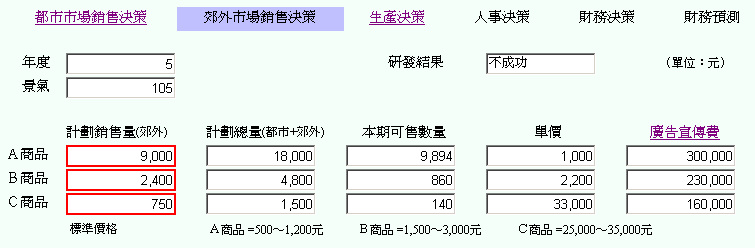 都市市場銷售決策 郊外市場銷售決策 生產決策 人事決策 財務決策 財務預測
年度 5 研發結果 不成功 (單位：元)
景氣 105
計劃銷售量(郊外) 計劃總量(都市+郊外) 本期可售數量 單價 廣告宣傳費
A商品 9,000 18,000 9,894 1,000 300,000
B商品 2,400 4,800 860 2,200 230,000
C商品 750 1,500 140 33,000 160,000
標準價格 A商品=500～1,200元 B商品=1,500～3,000元 C商品=25,000～35,000元